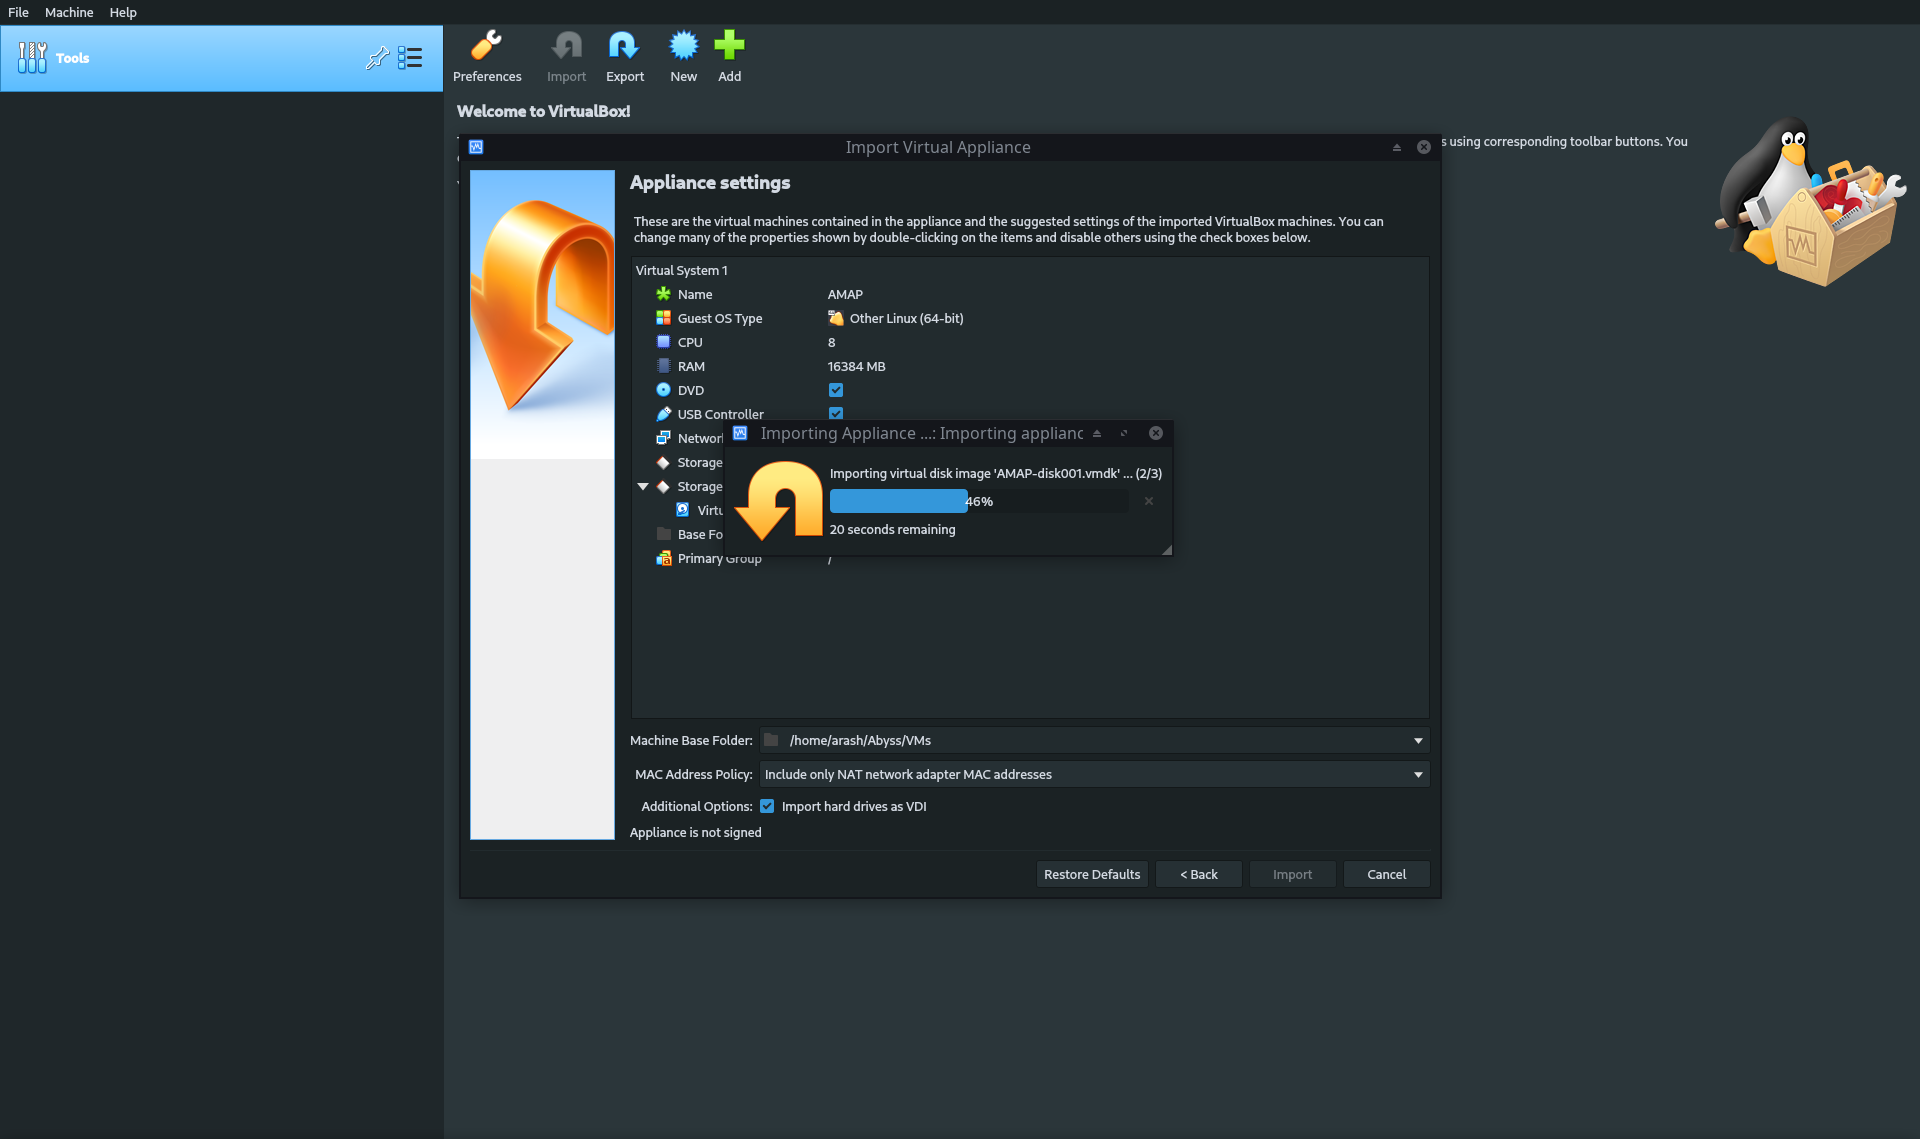 File Machine Help
Tools
Preferences Import Export New Add
Welcome to VirtualBox!
s using corresponding toolbar buttons. You
Import Virtual Appliance
Appliance settings
These are the virtual machines contained in the appliance and the suggested settings of the imported VirtualBox machines. You can
change many of the properties shown by double-clicking on the items and disable others using the check boxes below.
Virtual System 1
Name AMAP
Guest OS Type Other Linux (64-bit)
CPU 8
RAM 16384 MB
DVD
USB Controller
Networ
Storage
Storage
Virtu
Base Fo
Primary Group /
Importing Appliance ...: Importing applianc
Importing virtual disk image 'AMAP-disk001.vmdk' ... (2/3)
46%
20 seconds remaining
Machine Base Folder: /home/arash/Abyss/VMs
MAC Address Policy: Include only NAT network adapter MAC addresses
Additional Options: Import hard drives as VDI
Appliance is not signed
Restore Defaults < Back Import Cancel